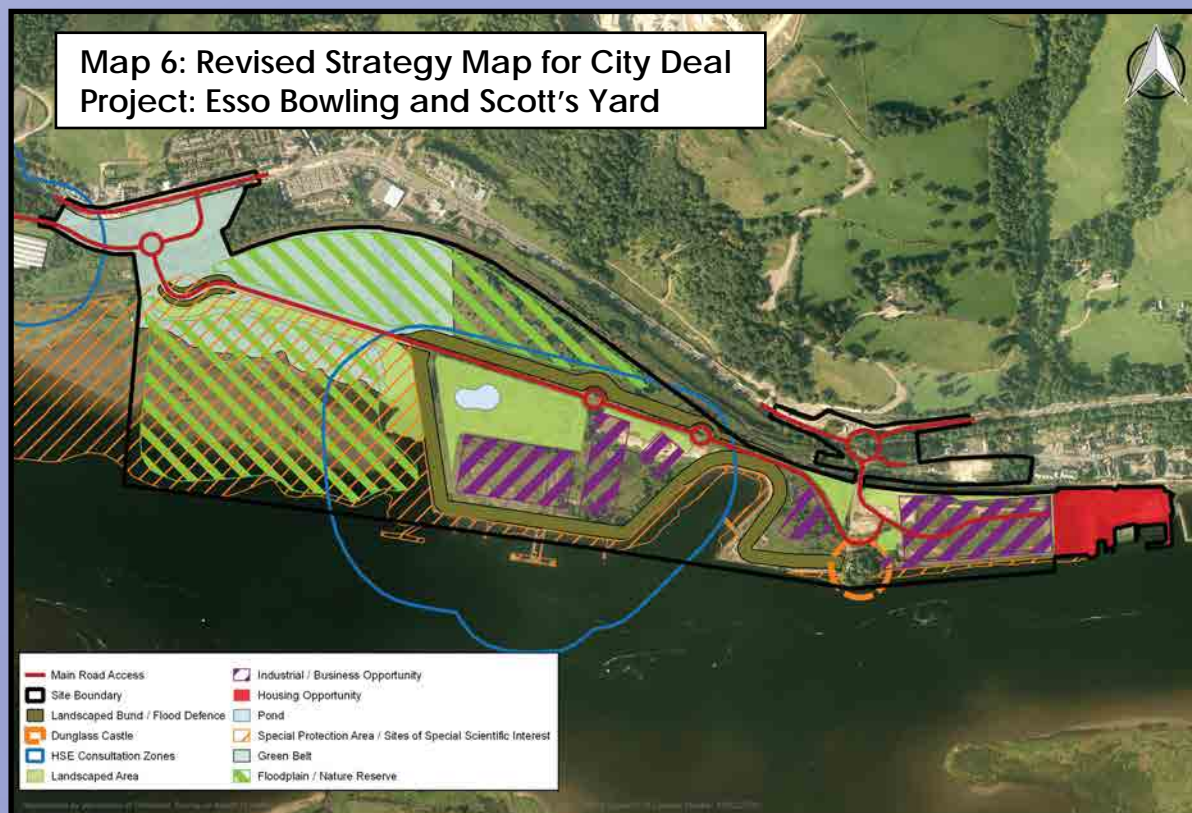 Map 6: Revised Strategy Map for City Deal
Project: Esso Bowling and Scott's Yard
Main Road Access
Site Boundary
Landscaped Bund / Flood Defence
Dunglass Castle
HSE Consultation Zones
Landscaped Area
Industrial / Business Opportunity
Housing Opportunity
Pond
Special Protection Area / Sites of Special Scientific Interest
Green Belt
Floodplain / Nature Reserve